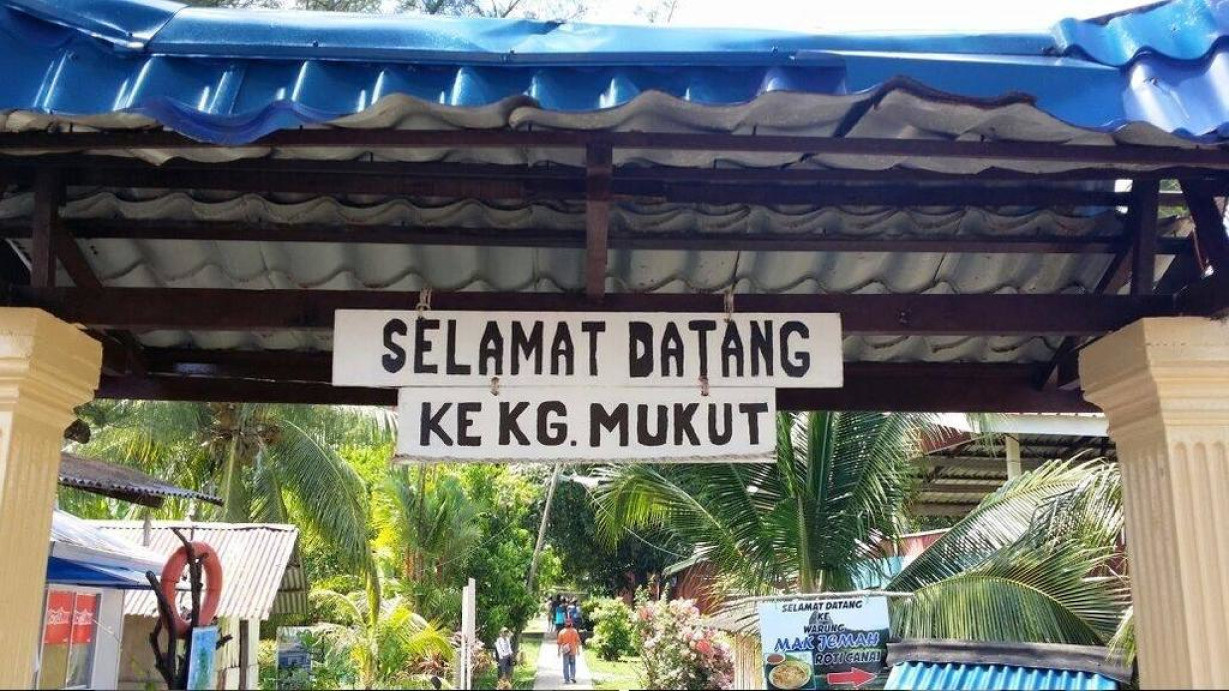 SELAMAT DATANG
KE KG. MUKUT
SELAMAT DATANG
KE
WARUNG
MAK JEMAH
ROTI CANAI